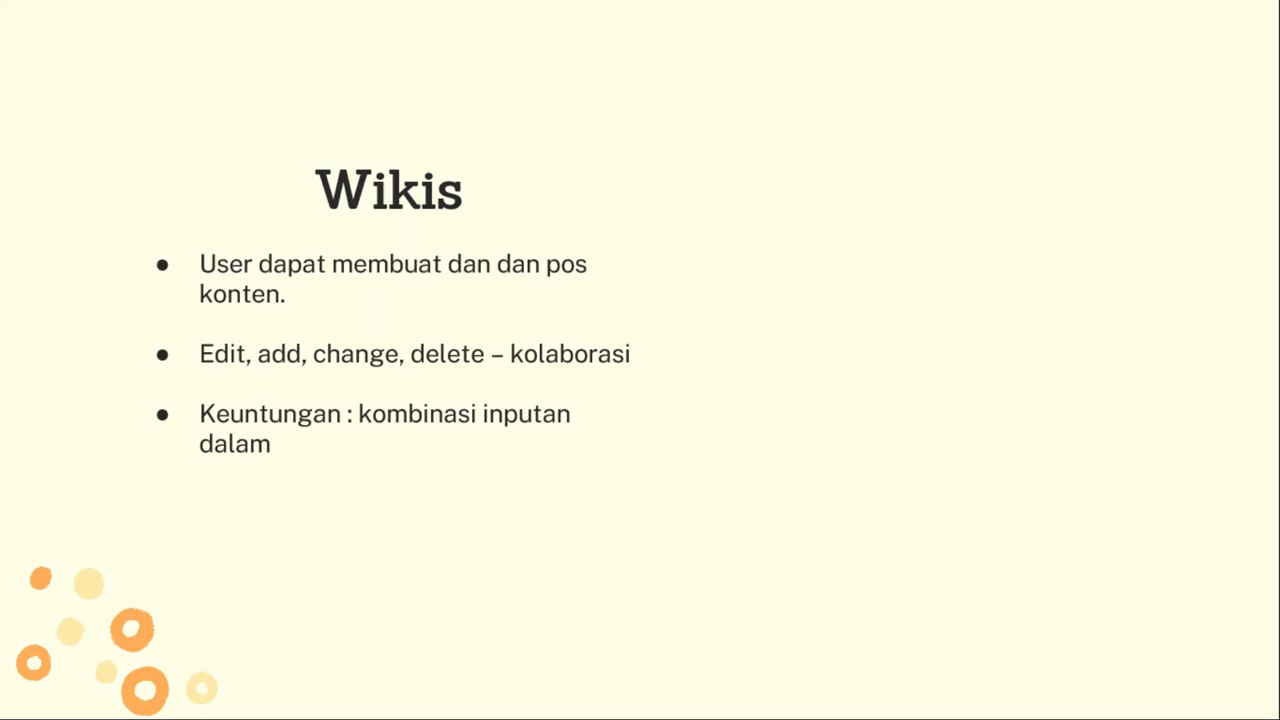 Wikis
● User dapat membuat dan dan pos
konten.
● Edit, add, change, delete – kolaborasi
● Keuntungan : kombinasi inputan
dalam